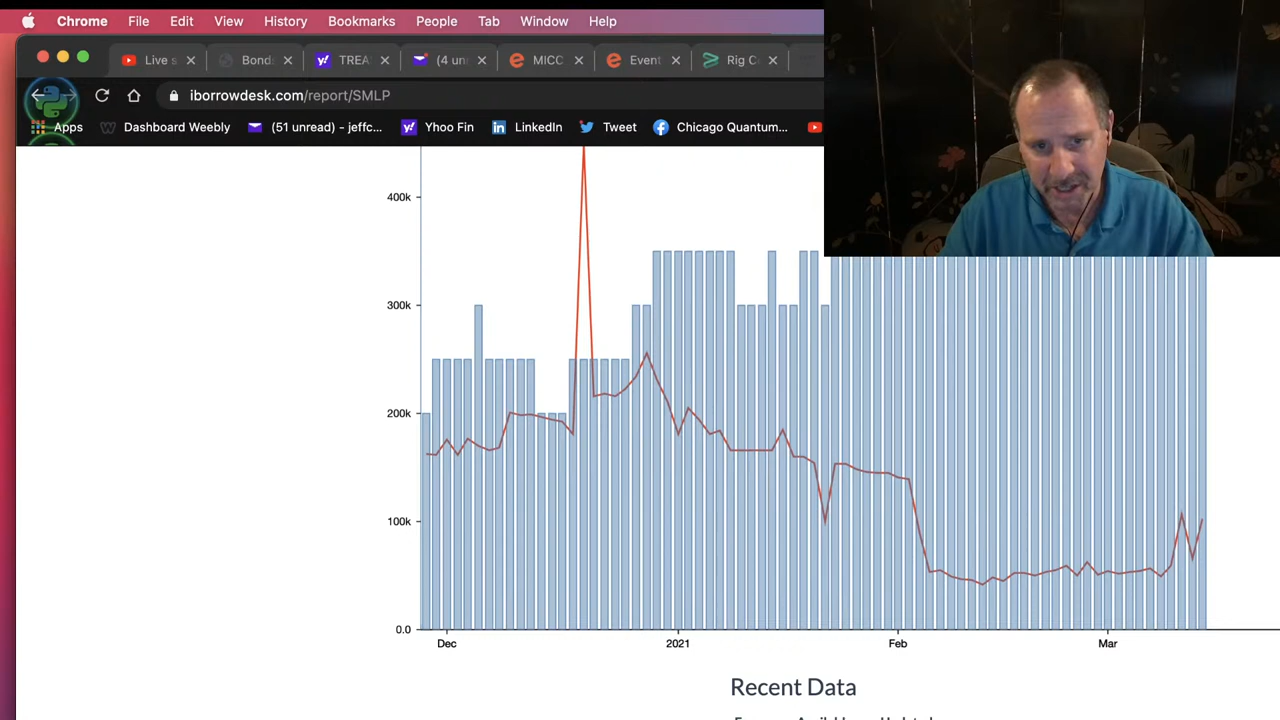 Chrome File Edit View History Bookmarks People Tab Window Help
Live s Bond TREA (4 un MICC Event Rig C
iborrowdesk.com/report/SMLP
Apps Dashboard Weekly (51 unread) - jeffc... Yhoo Fin LinkedIn Tweet Chicago Quantum...
400k
300k
200k
100k
0.0
Dec 2021 Feb Mar
Recent Data